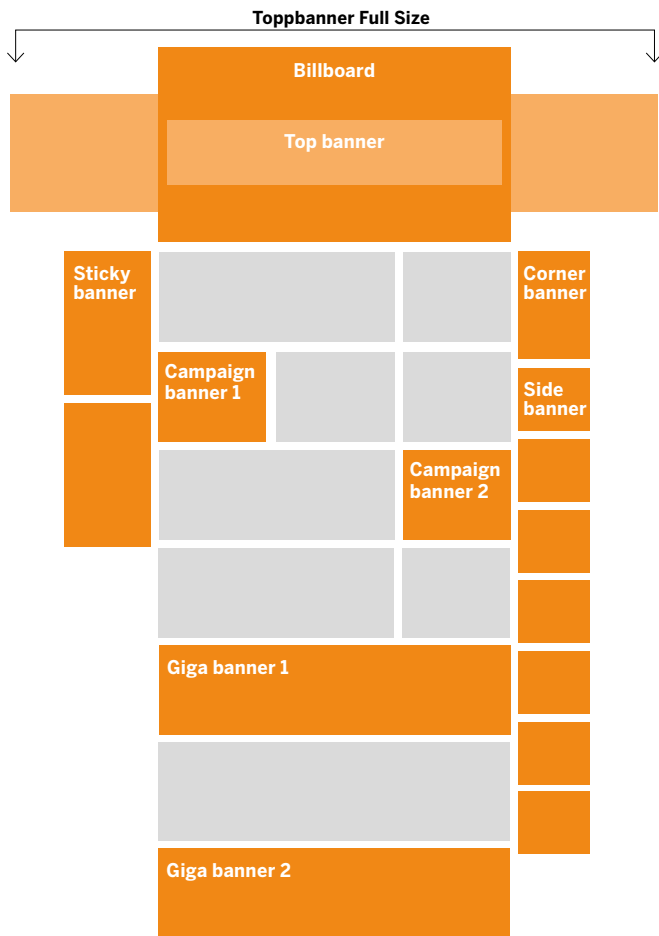 Toppbanner Full Size
Billboard
Top banner
Sticky
banner
Corner
banner
Campaign
banner 1
Side
banner
Campaign
banner 2
Giga banner 1
Giga banner 2